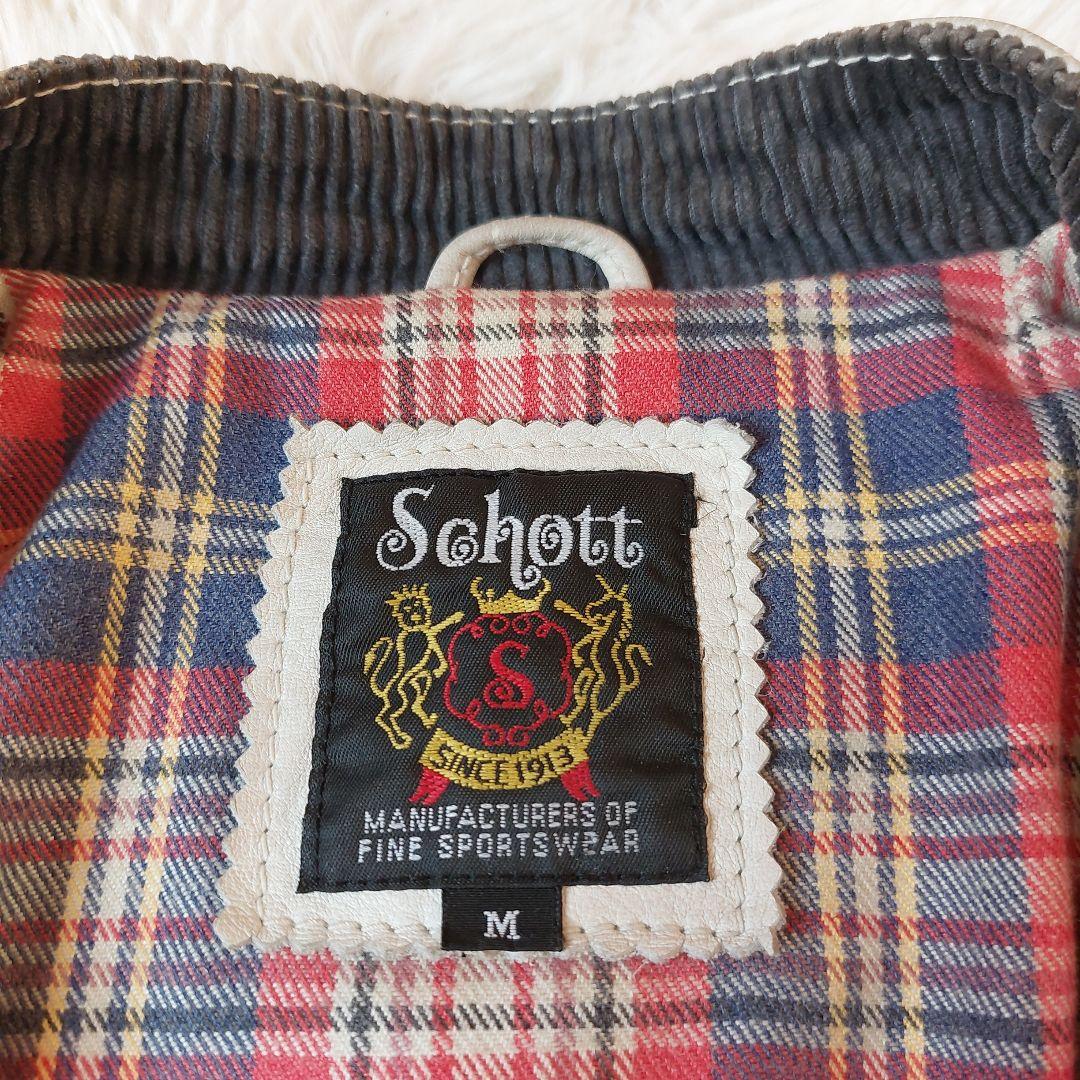 Schott
S
SINCE 1913
MANUFACTURERS OF
FINE SPORTSWEAR
M